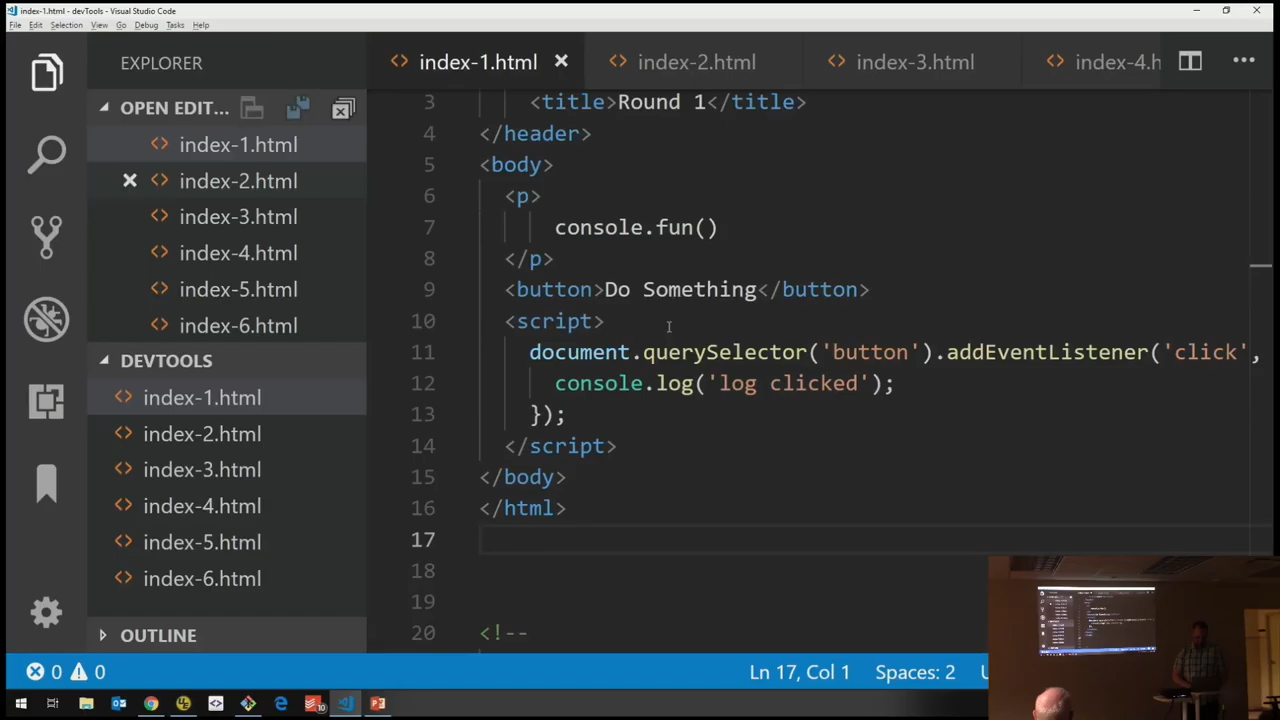 index-1.html - devTools - Visual Studio Code
File Edit Selection View Go Debug Tasks Help
EXPLORER
index-1.html
index-2.html
index-3.html
index-4.h
OPEN EDIT...
index-1.html
index-2.html
index-3.html
index-4.html
index-5.html
index-6.html
DEVTOOLS
index-1.html
index-2.html
index-3.html
index-4.html
index-5.html
index-6.html
OUTLINE
3 <title>Round 1</title>
4 </header>
5 <body>
6 <p>
7 console.fun()
8 </p>
9 <button>Do Something</button>
10 <script>
11 document.querySelector('button').addEventListener('click',
12 console.log('log clicked');
13 });
14 </script>
15 </body>
16 </html>
17
18
19
20 <!--
0 0
Ln 17, Col 1 Spaces: 2
10